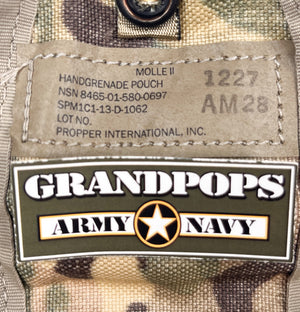 MOLLE II
HANDGRENADE POUCH
NSN 8465-01-580-0697
SPM1C1-13-D-1062
LOT NO.
PROPPER INTERNATIONAL, INC.
1227
AM28
GRANDPOPS
ARMY NAVY